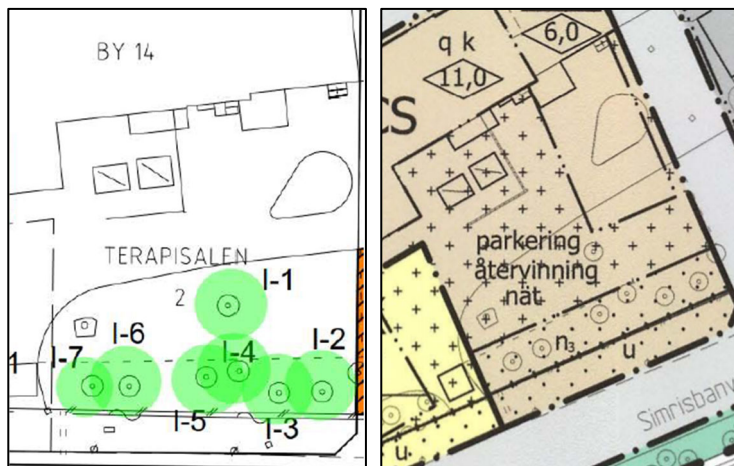 BY 14
TERAPISALEN
2
I-1
I-6
I-2
I-7
I-4
1
I-5
I-3
6,0
q k
11,0
CS
parkering
återvinning
nät
n3
u
Simrisbanv
u